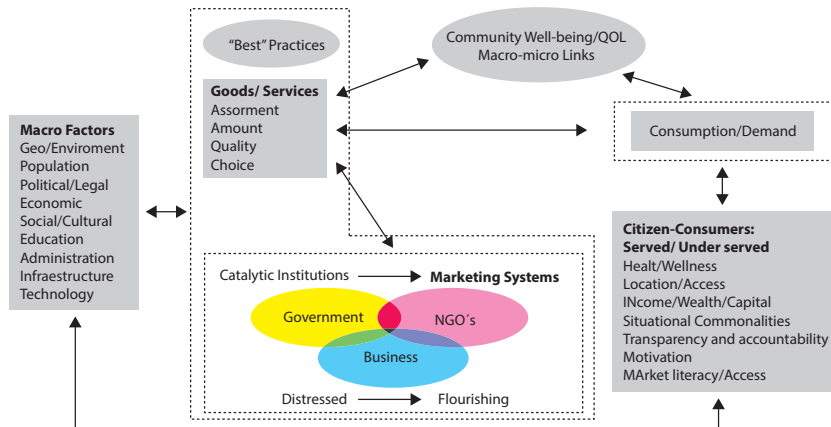 “Best” Practices
Community Well-being/QOL
Macro-micro Links
Goods/ Services
Assorment
Amount
Quality
Choice
Consumption/Demand
Macro Factors
Geo/Enviroment
Population
Political/Legal
Economic
Social/Cultural
Education
Administration
Infraestructure
Technology
Citizen-Consumers:
Served/ Under served
Healt/Wellness
Location/Access
INcome/Wealth/Capital
Situational Commonalities
Transparency and accountability
Motivation
MArket literacy/Access
Catalytic Institutions
Marketing Systems
Government
NGO´s
Business
Distressed
Flourishing